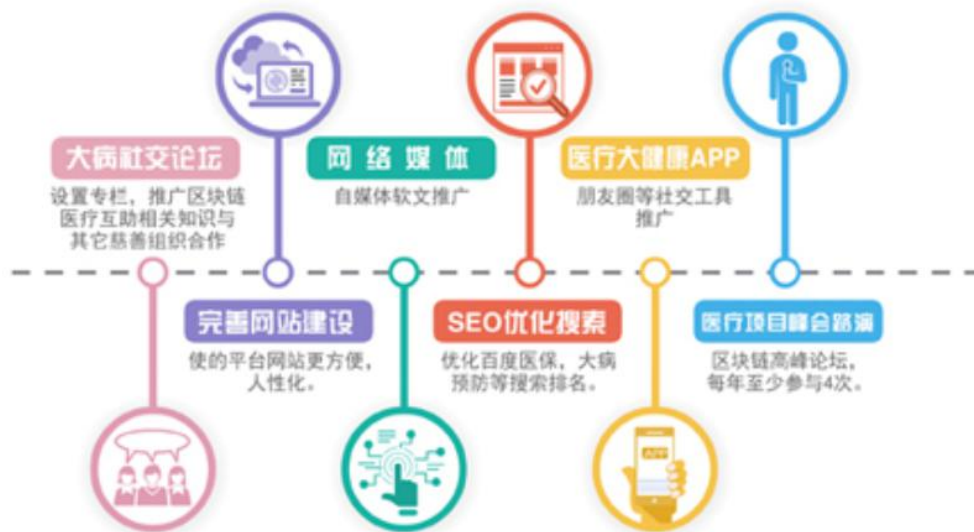 大病社交论坛
设置专栏，推广区块链
医疗互助相关知识与
其它慈善组织合作
完善网站建设
使的平台网站更方便，
人性化。
网络媒体
自媒体软文推广
SEO优化搜索
优化百度医保，大病
预防等搜索排名。
医疗大健康APP
朋友圈等社交工具
推广
医疗项目峰会路演
区块链高峰论坛，
每年至少参与4次。
APP